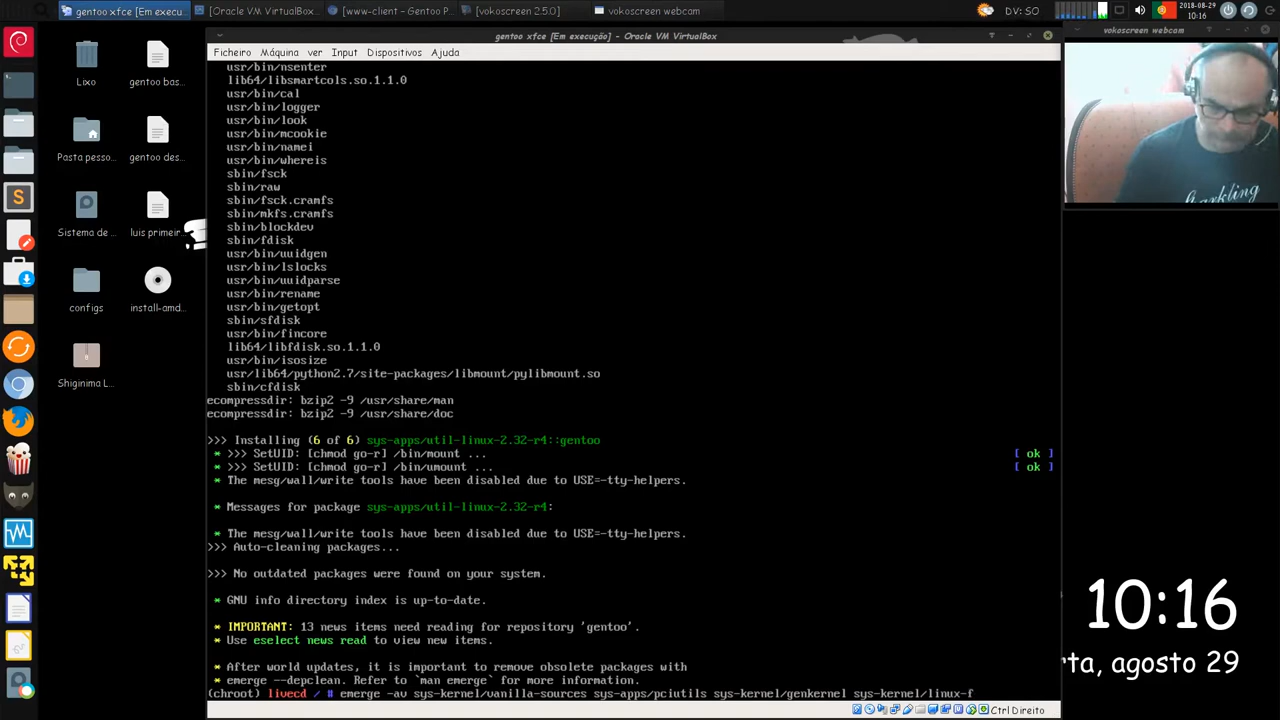 gentoo xfce [Em execu
[Oracle VM VirtualBox
[www-client - Gentoo P
[vokoscreen 2.5.0]
vokoscreen webcam
DV: SO
2018-08-29
10:16
gentoo xfce [Em execução] - Oracle VM VirtualBox
vokoscreen webcam
Ficheiro Máquina ver Input Dispositivos Ajuda
Lixo
gentoo bas...
Pasta pesso...
gentoo des...
Sistema de ...
luis primeir...
configs
install-amd...
Shiginima L...
usr/bin/nsenter
lib64/libsmartcols.so.1.1.0
usr/bin/cal
usr/bin/logger
usr/bin/look
usr/bin/mcookie
usr/bin/namei
usr/bin/whereis
sbin/fsck
sbin/raw
sbin/fsck.cramfs
sbin/mkfs.cramfs
sbin/blockdev
sbin/fdisk
usr/bin/uuidgen
usr/bin/lslocks
usr/bin/uuidparse
usr/bin/rename
usr/bin/getopt
sbin/sfdisk
usr/bin/fincore
lib64/libfdisk.so.1.1.0
usr/bin/isosize
usr/lib64/python2.7/site-packages/libmount/pylibmount.so
sbin/cfdisk
ecompressdir: bzip2 -9 /usr/share/man
ecompressdir: bzip2 -9 /usr/share/doc
>>> Installing (6 of 6) sys-apps/util-linux-2.32-r4::gentoo
* >>> SetUID: [chmod go-r] /bin/mount ... [ ok ]
* >>> SetUID: [chmod go-r] /bin/umount ... [ ok ]
* The mesg/wall/write tools have been disabled due to USE=-tty-helpers.
* Messages for package sys-apps/util-linux-2.32-r4:
* The mesg/wall/write tools have been disabled due to USE=-tty-helpers.
>>> Auto-cleaning packages...
>>> No outdated packages were found on your system.
* GNU info directory index is up-to-date.
* IMPORTANT: 13 news items need reading for repository 'gentoo'.
* Use eselect news read to view new items.
* After world updates, it is important to remove obsolete packages with
* emerge --depclean. Refer to `man emerge` for more information.
(chroot) livecd / # emerge -av sys-kernel/vanilla-sources sys-apps/pciutils sys-kernel/genkernel sys-kernel/linux-f
Ctrl Direito
10:16
rta, agosto 29